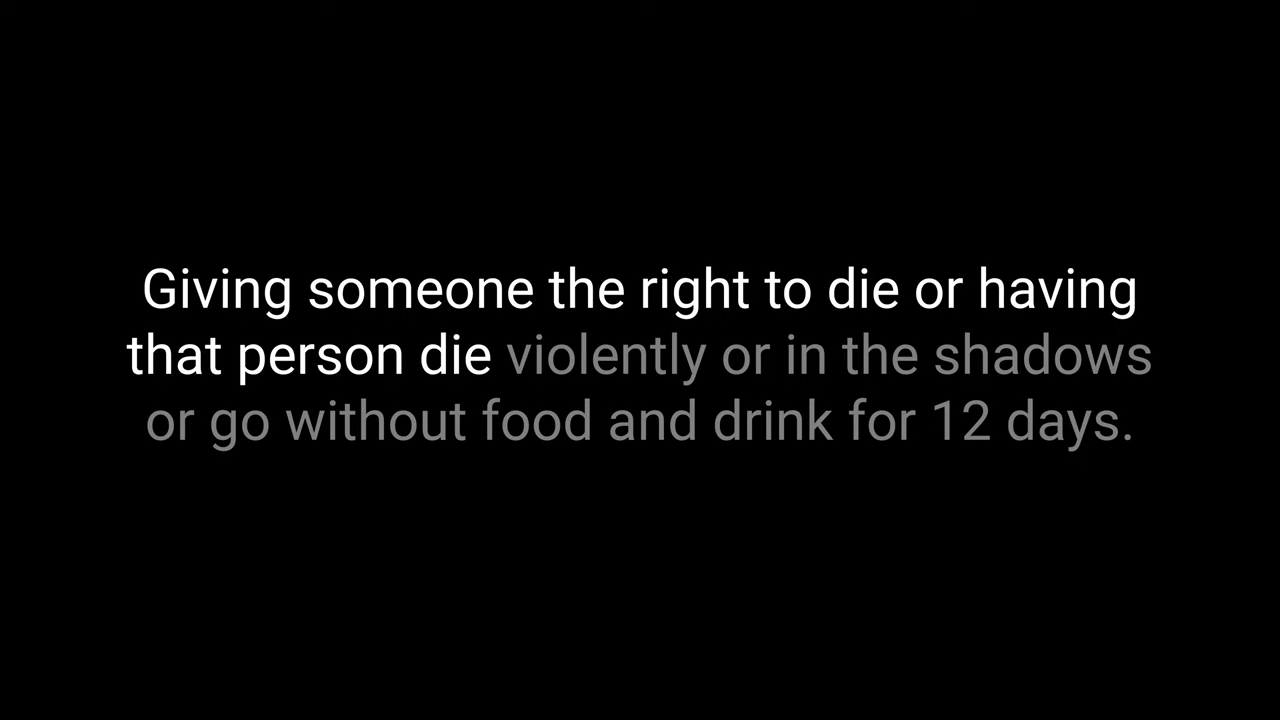 Giving someone the right to die or having
that person die violently or in the shadows
or go without food and drink for 12 days.